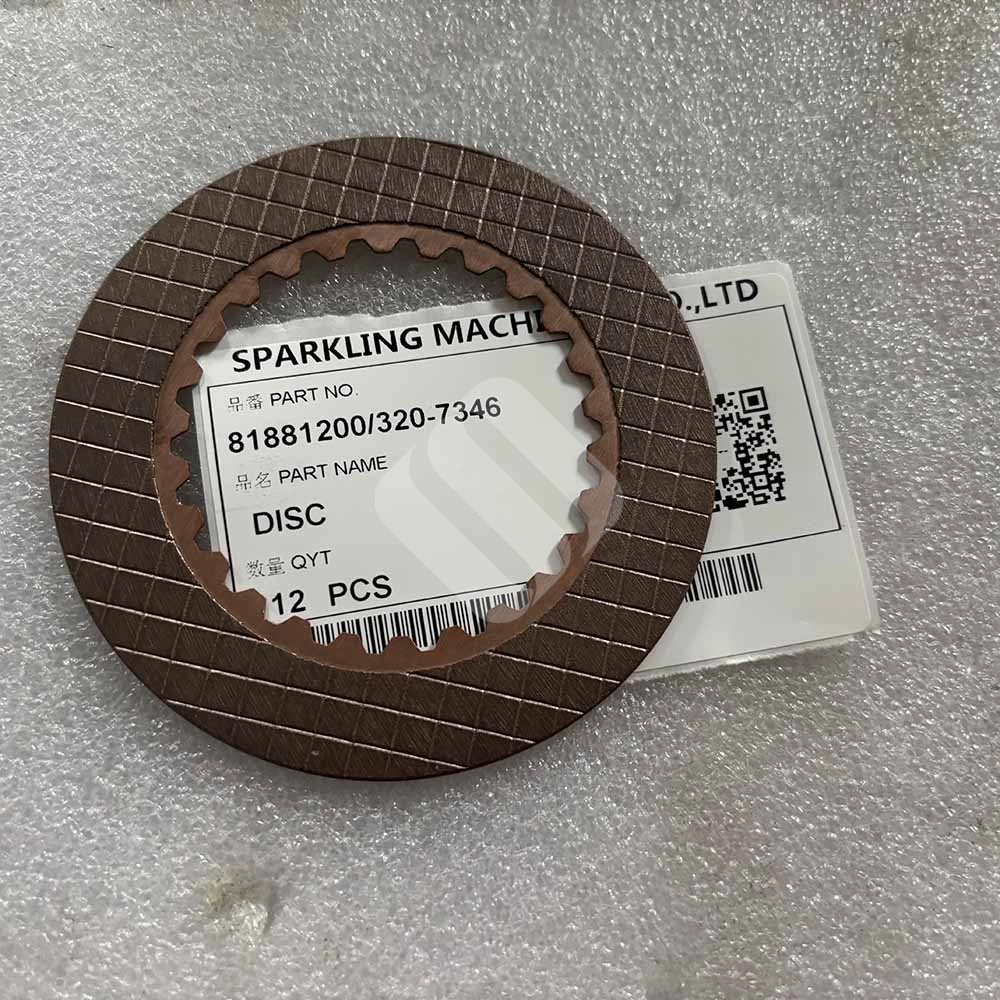 SPARKLING MACHI .,LTD
品番 PART NO.
81881200/320-7346
品名 PART NAME
DISC
数量 QYT
12 PCS